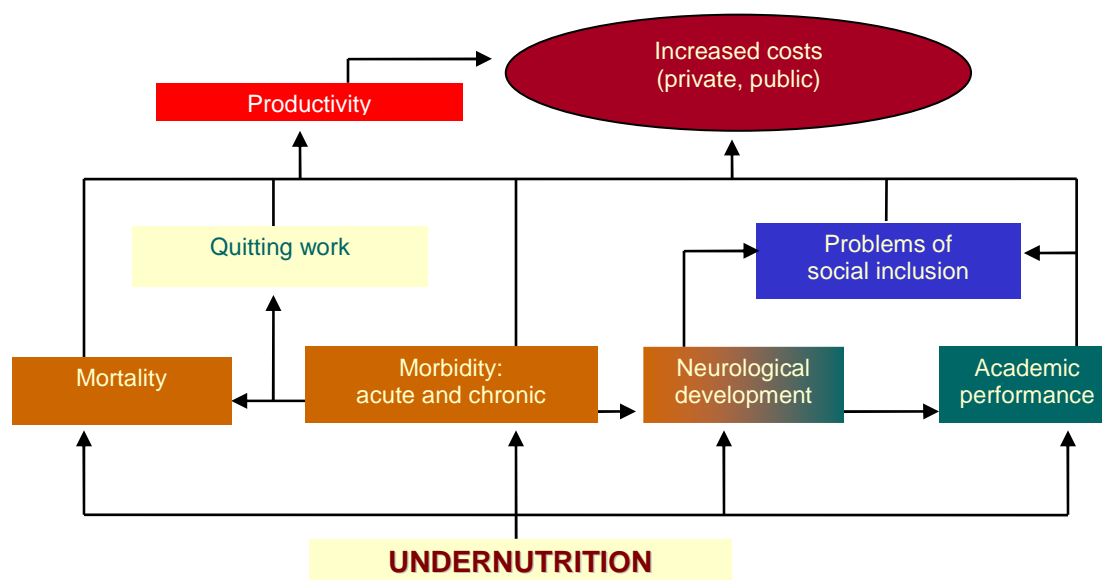 Increased costs
(private, public)
Productivity
Quitting work
Problems of
social inclusion
Mortality
Morbidity:
acute and chronic
Neurological
development
Academic
performance
UNDERNUTRITION